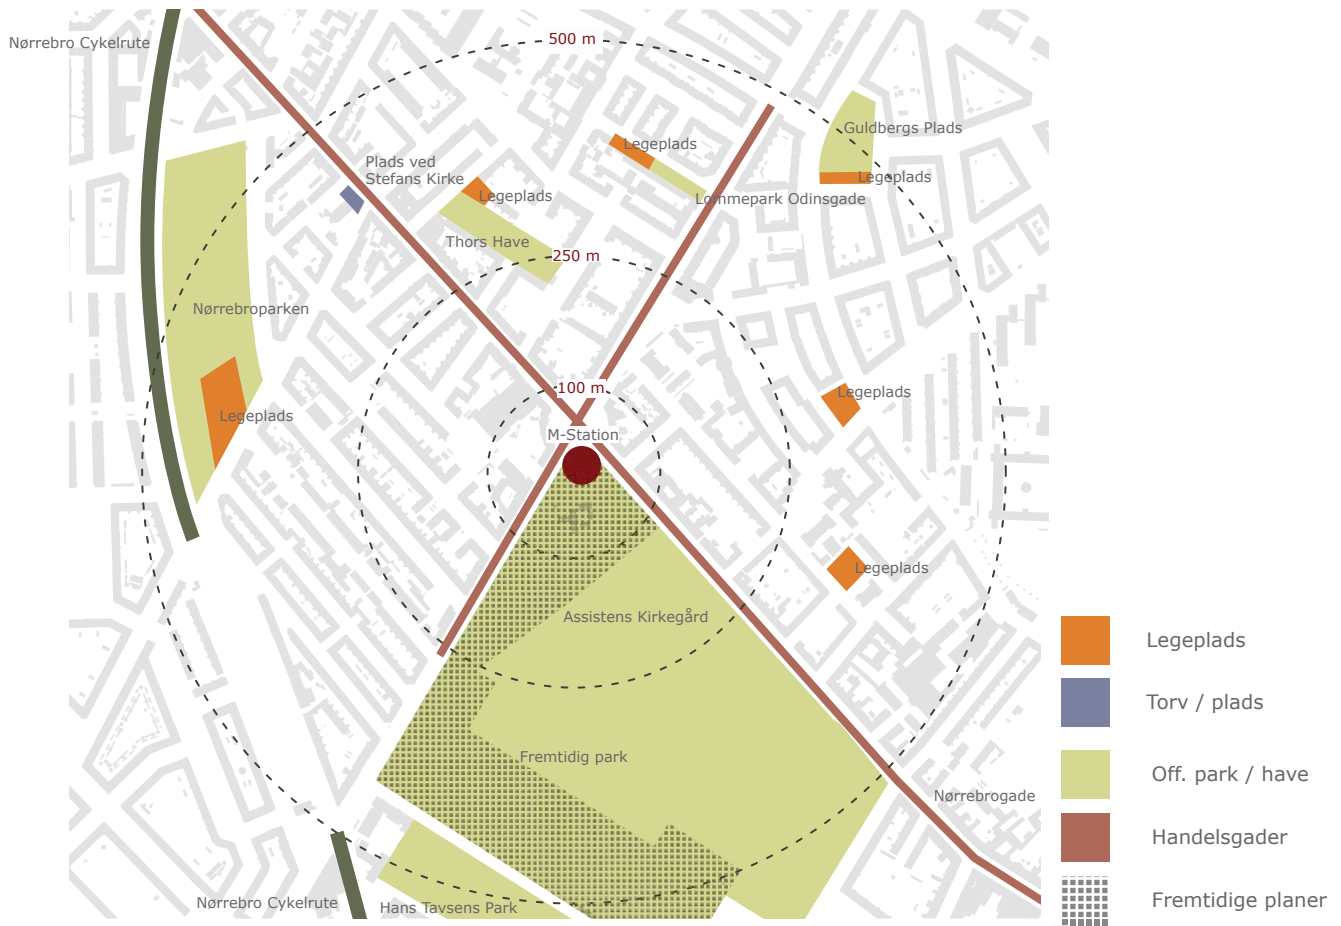 500 m
Nørrebro Cykelrute
Guldbergs Plads
Legeplads
Plads ved
Stefans Kirke
Legeplads
Legeplads
Lommepark Odinsgade
Thors Have
250 m
Nørrebroparken
100 m
Legeplads
Legeplads
M-Station
Legeplads
Assistens Kirkegård
Fremtidig park
Nørrebrogade
Nørrebro Cykelrute
Hans Tavsens Park
Legeplads
Torv / plads
Off. park / have
Handelsgader
Fremtidige planer